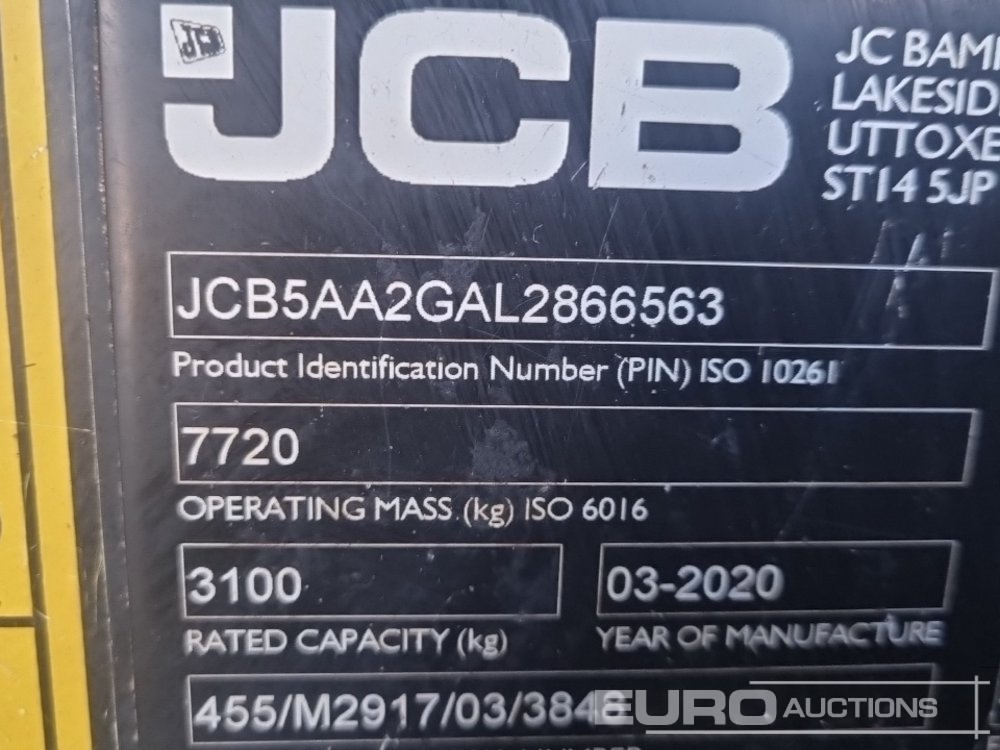 JCB
JCB
JC BAM
LAKESID
UTTOXE
ST14 5JP
JCB5AA2GAL2866563
Product Identification Number (PIN) ISO 10261
7720
OPERATING MASS (kg) ISO 6016
3100
03-2020
RATED CAPACITY (kg)
YEAR OF MANUFACTURE
455/M2917/03/3848
EURO AUCTIONS